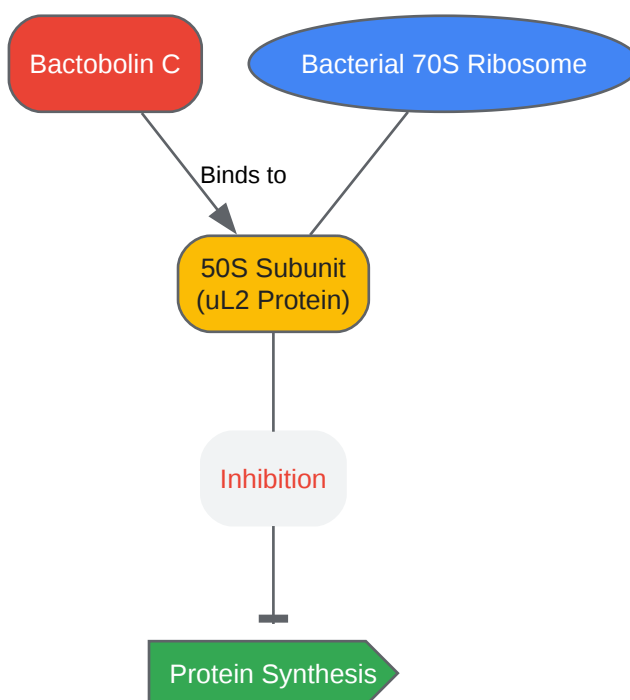 Bactobolin C
Bacterial 70S Ribosome
Binds to
50S Subunit
(uL2 Protein)
Inhibition
Protein Synthesis